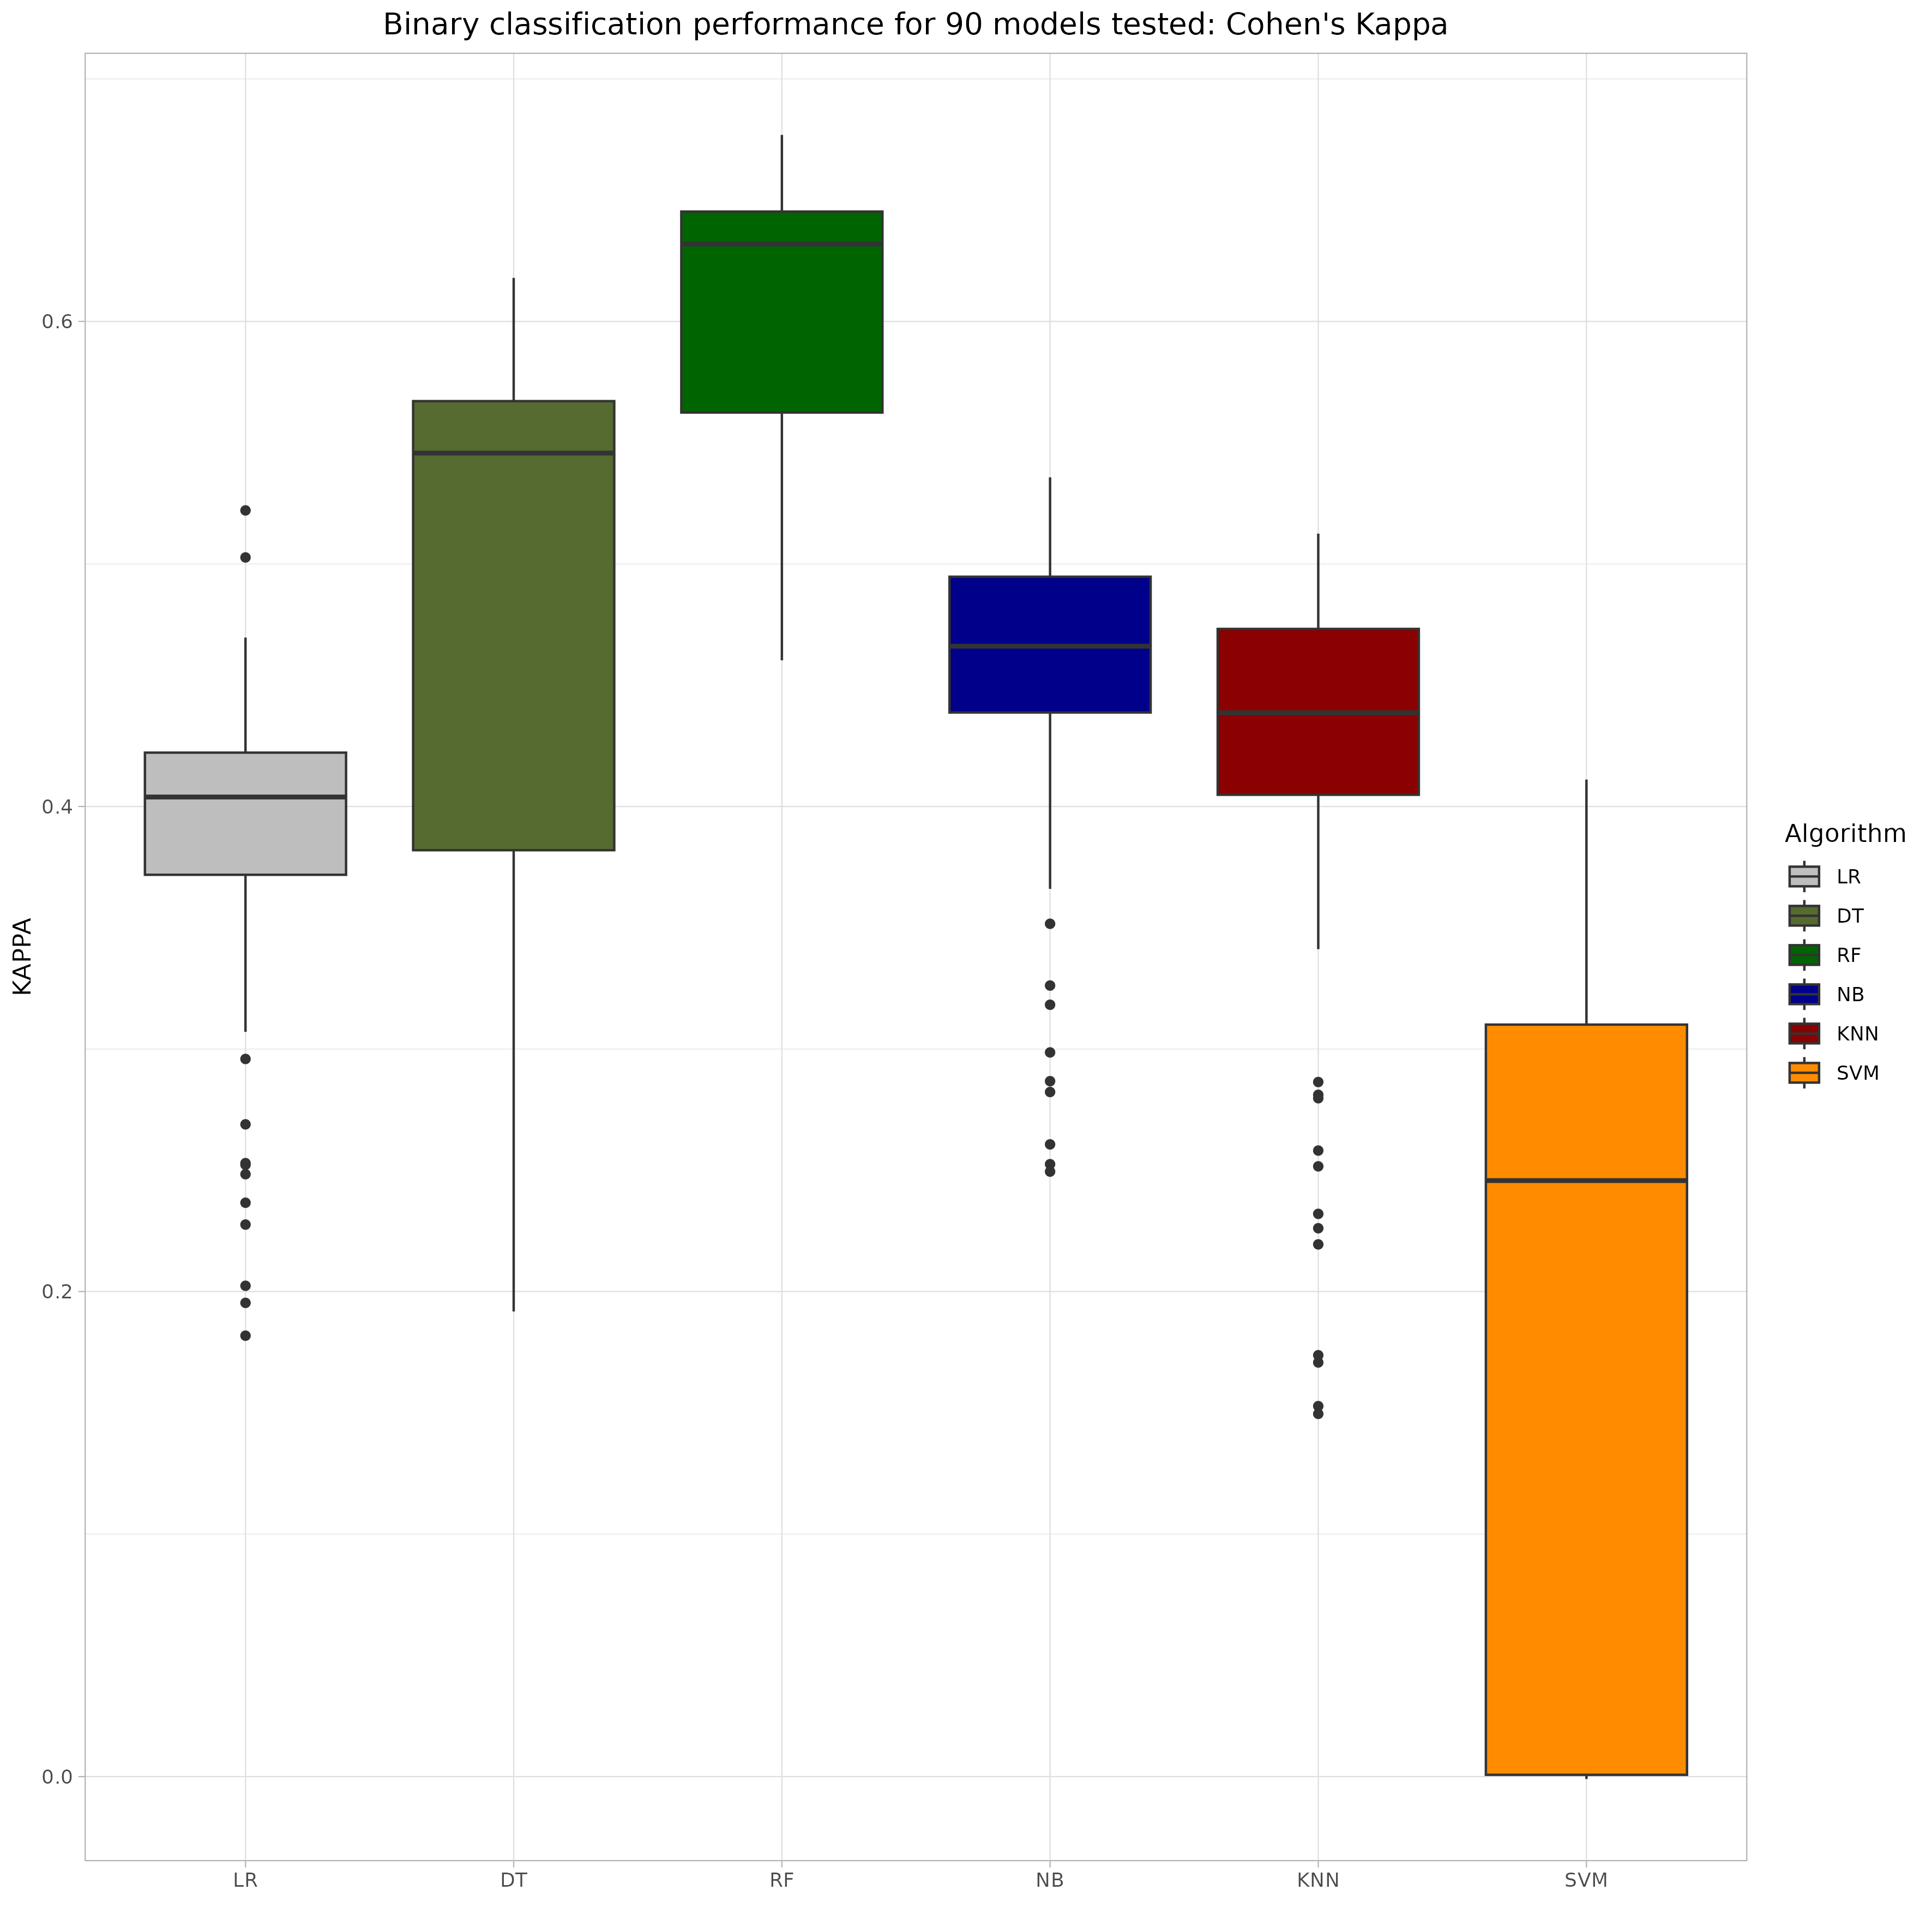 Binary classification performance for 90 models tested: Cohen's Kappa
KAPPA
0.6
0.4
0.2
0.0
LR DT RF NB KNN SVM
Algorithm
LR
DT
RF
NB
KNN
SVM